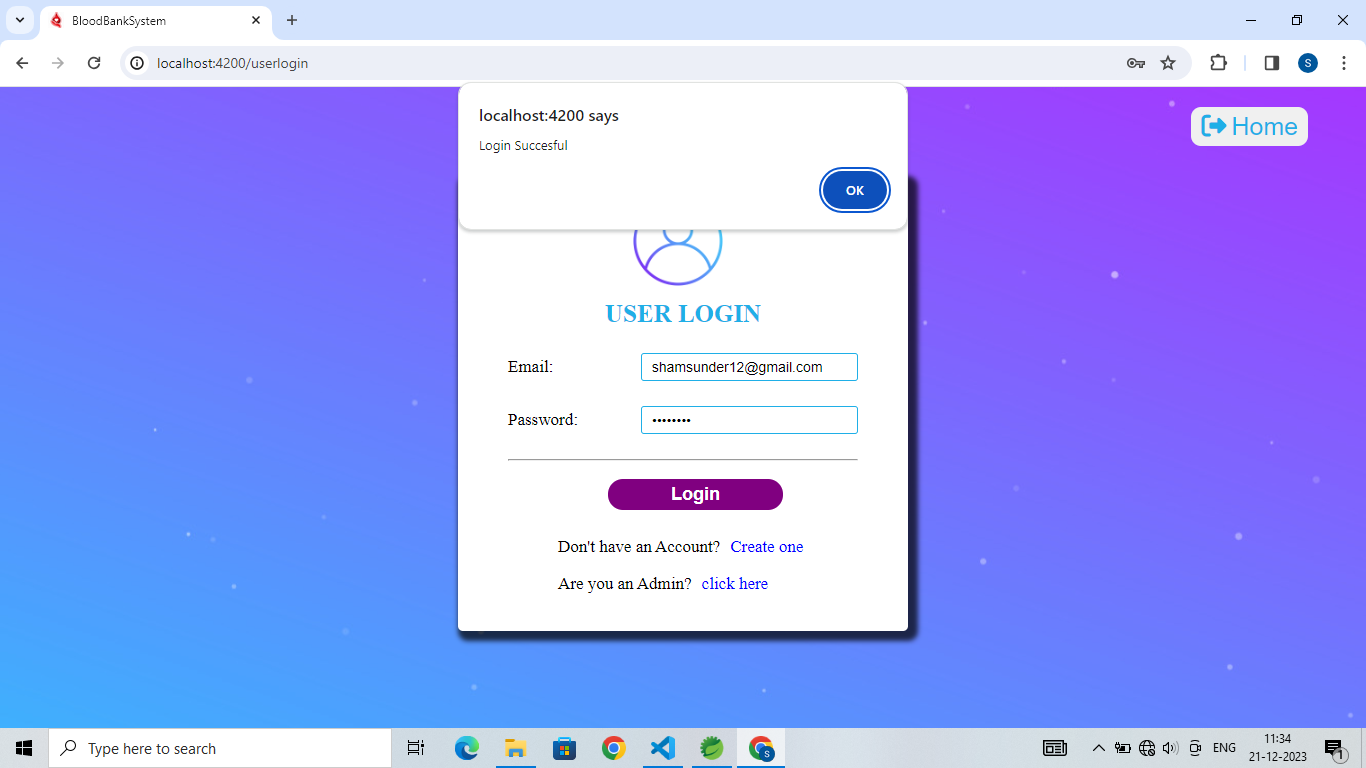 BloodBankSystem
localhost:4200/userlogin
S
localhost:4200 says
Login Succesful
OK
Home
USER LOGIN
Email: shamsunder12@gmail.com
Password: ••••••••
Login
Don't have an Account? Create one
Are you an Admin? click here
Type here to search
S
ENG
11:34
21-12-2023
1